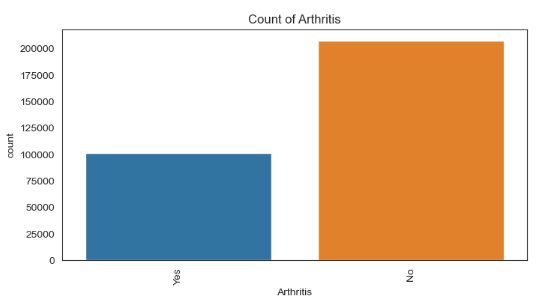 Count of Arthritis
200000
175000
150000
125000
100000
75000
50000
25000
0
count
Yes
No
Arthritis